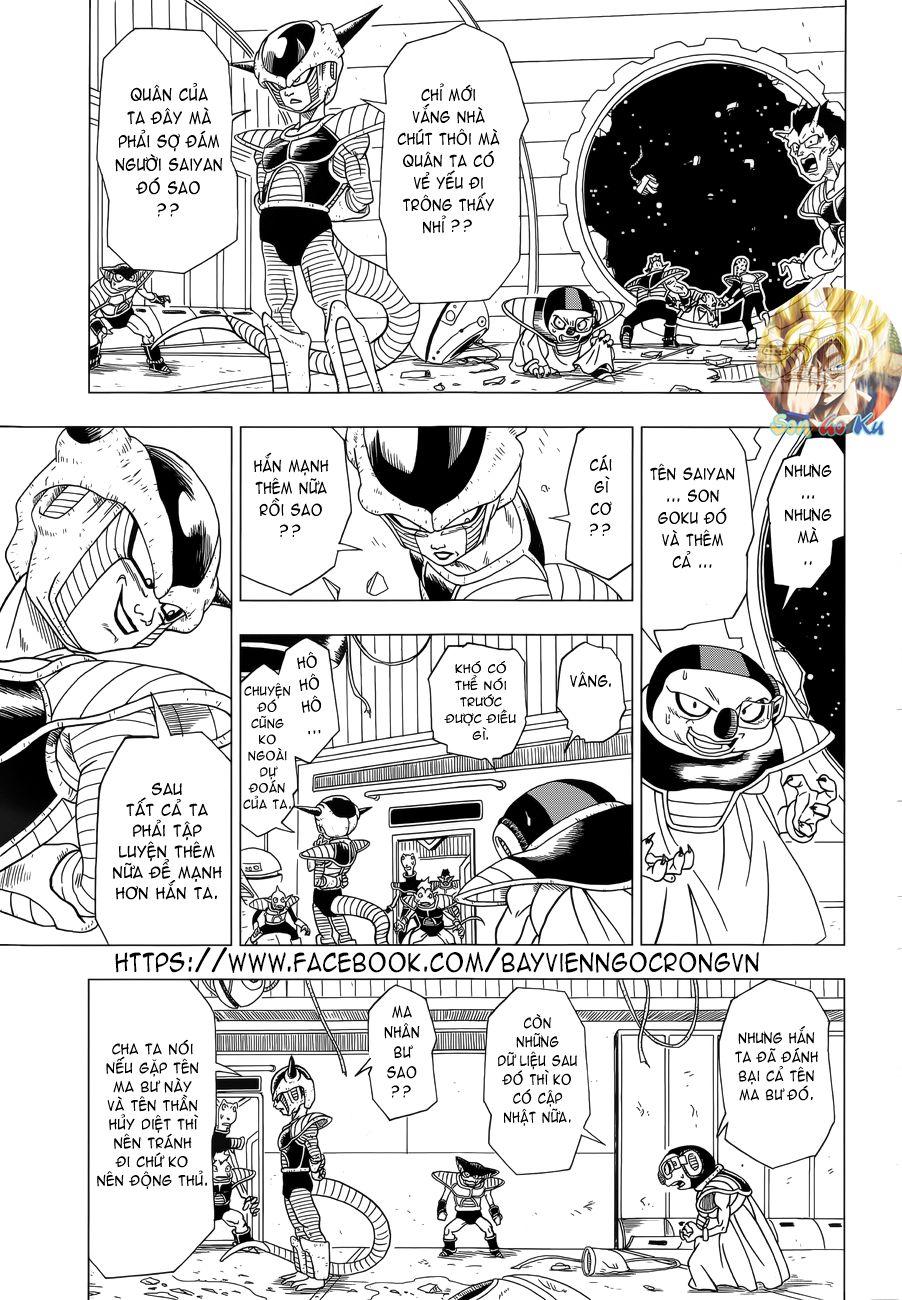 CHỈ MỚI
VẮNG NHÀ
CHÚT THÔI MÀ
QUÂN TA CÓ
VẺ YẾU ĐI
TRÔNG THẤY
NHỈ ??
QUÂN CỦA
TA ĐÂY MÀ
PHẢI SỢ ĐÁM
NGƯỜI SAIYAN
ĐÓ SAO
??
Son Go Ku
NHƯNG
...
NHƯNG
MÀ
..
TÊN SAIYAN
... SON
GOKU ĐÓ
VÀ THÊM
CẢ ...
CÁI
GÌ
CƠ
??
HẮN MẠNH
THÊM NỮA
RỒI SAO
??
VÂNG.
KHÓ CÓ
THỂ NÓI
TRƯỚC
ĐƯỢC ĐIỀU
GÌ.
HÔ
HÔ
HÔ
...
CHUYỆN
ĐÓ
CŨNG
KO
NGOÀI
DỰ
ĐOÁN
CỦA TA.
SAU
TẤT CẢ TA
PHẢI TẬP
LUYỆN THÊM
NỮA ĐỂ MẠNH
HƠN HẮN TA.
HTTPS://WWW.FACEBOOK.COM/BAYVIENNGOCRONGVN
NHƯNG HẮN
TA ĐÃ ĐÁNH
BẠI CẢ TÊN
MA BƯ ĐÓ.
CÒN
NHỮNG
DỮ LIỆU SAU
ĐÓ THÌ KO
CÓ CẬP
NHẬT NỮA.
MA
NHÂN
BƯ
SAO
??
CHA TA NÓI
NẾU GẶP TÊN
MA BƯ NÀY
VÀ TÊN THẦN
HỦY DIỆT THÌ
NÊN TRÁNH
ĐI CHỨ KO
NÊN ĐỘNG THỦ.